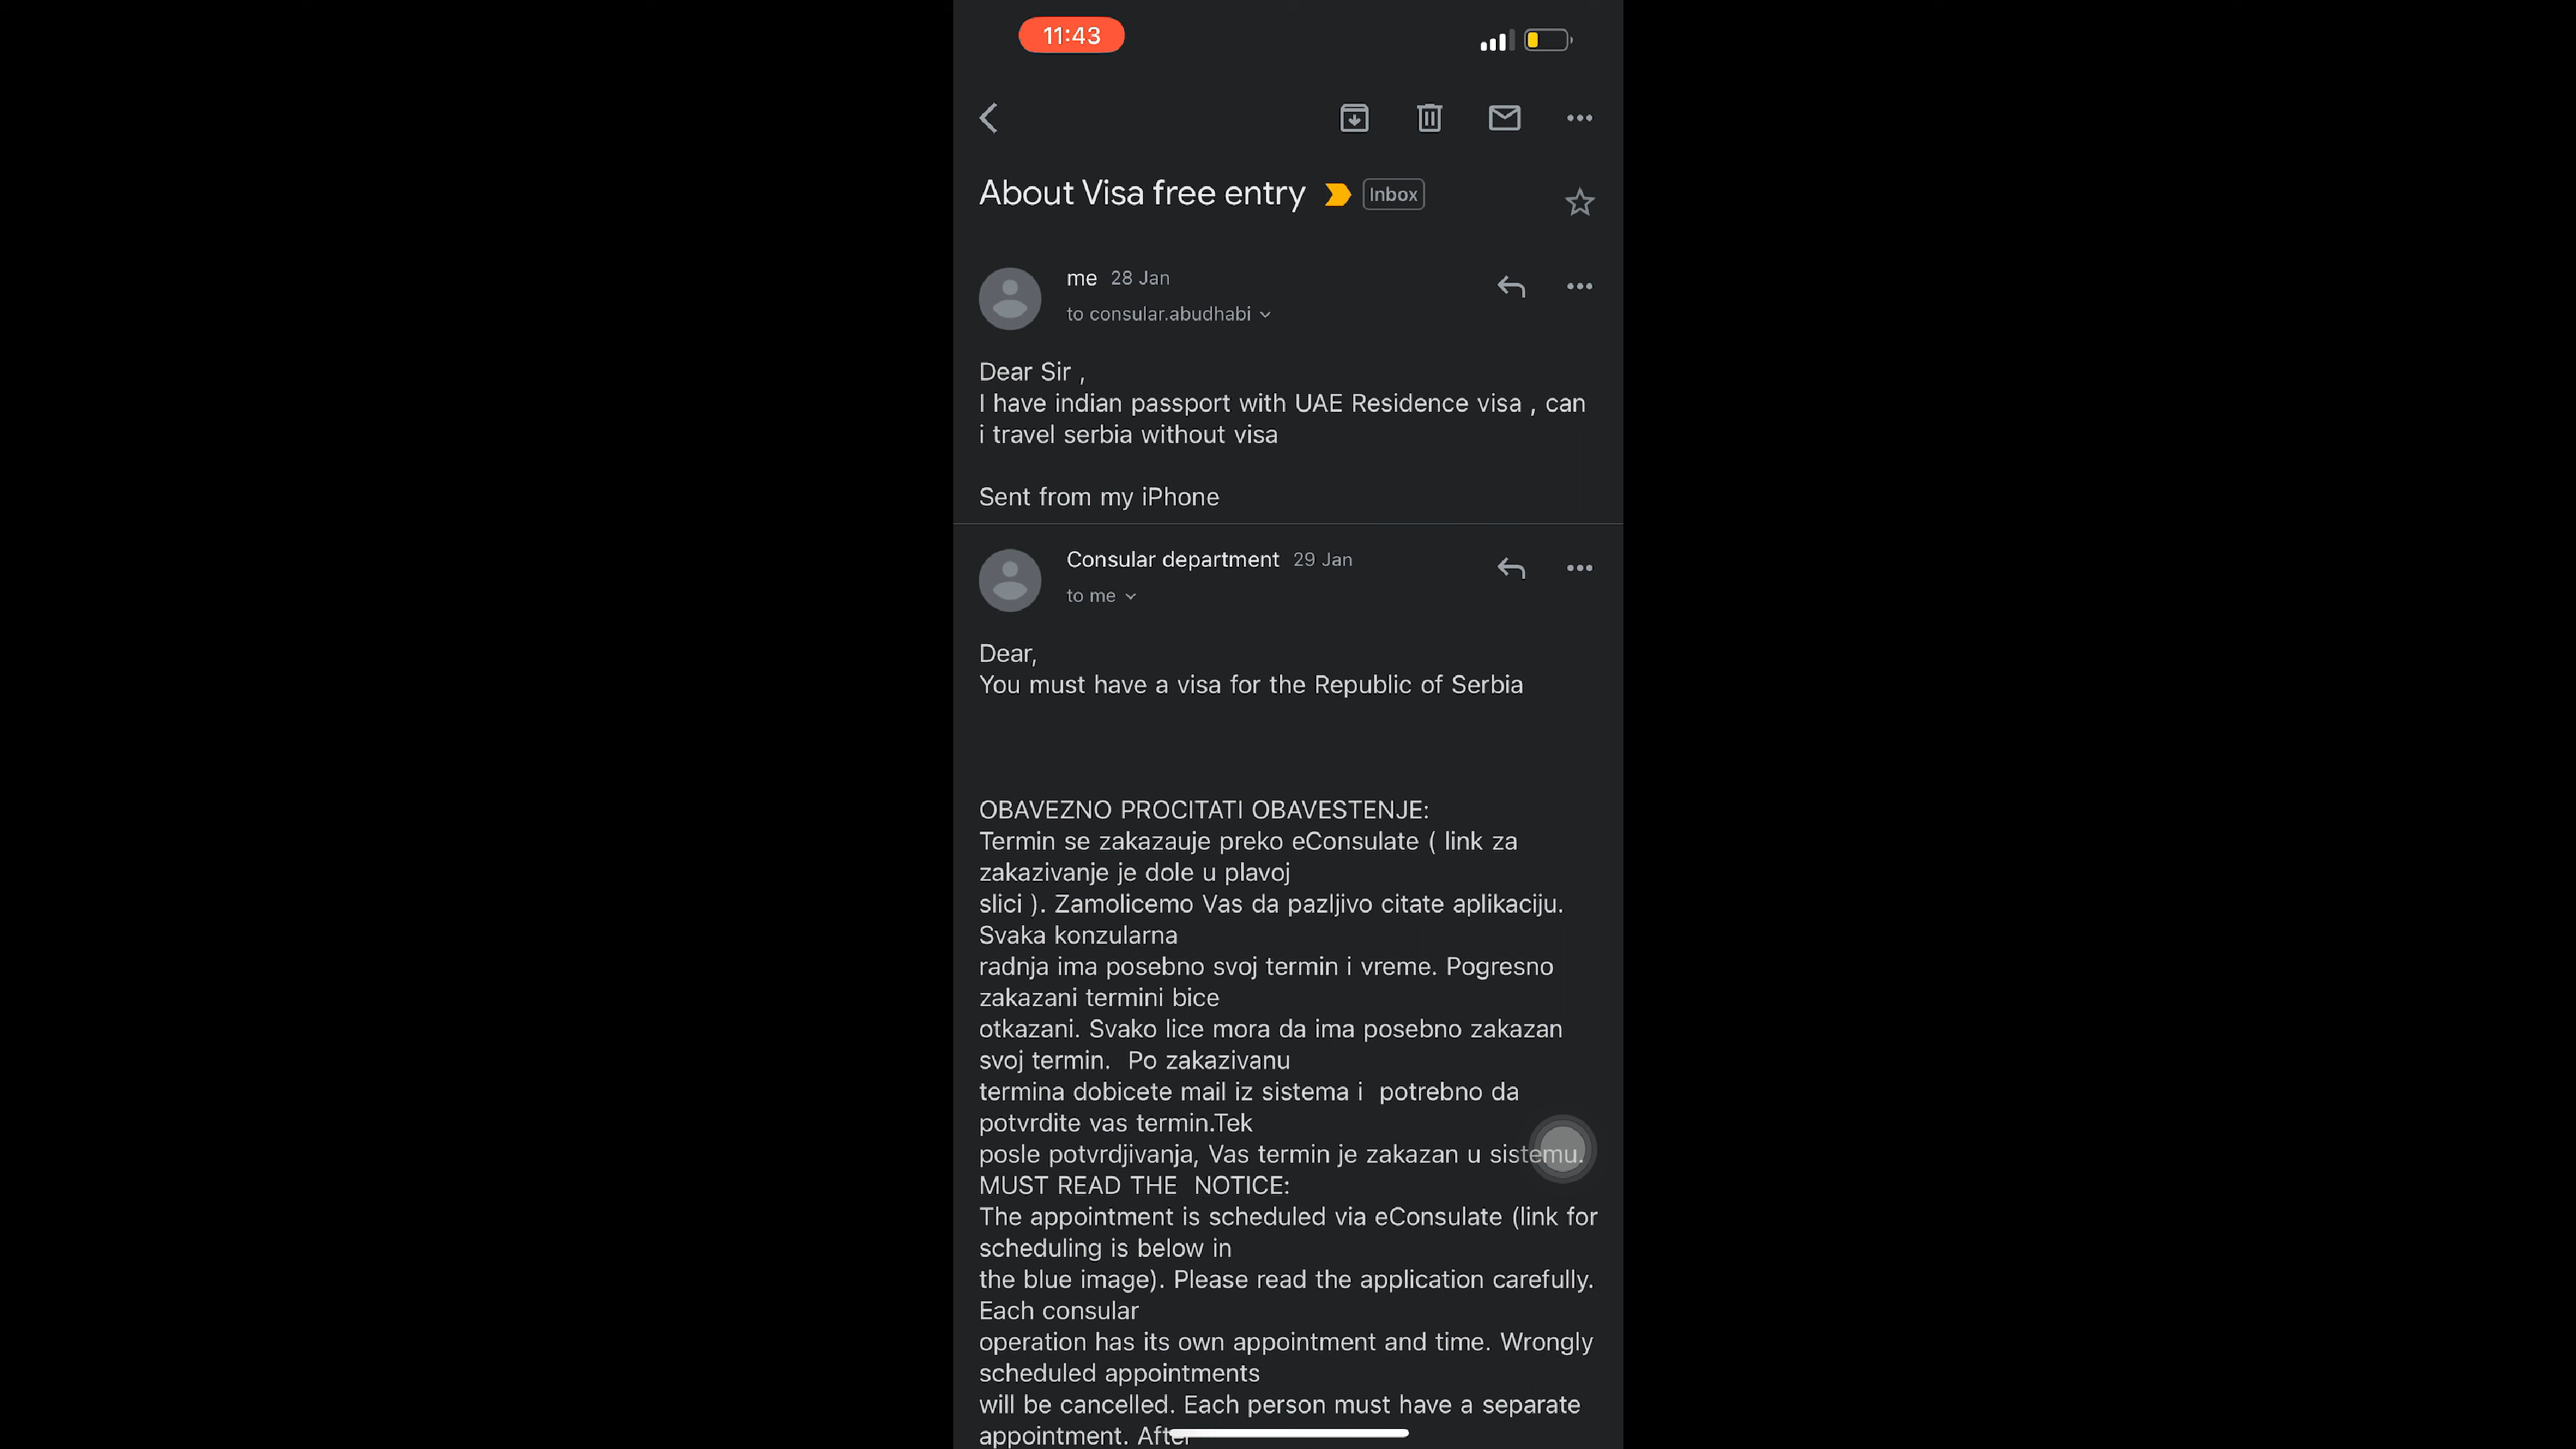 11:43
About Visa free entry Inbox
me 28 Jan
to consular.abudhabi
Dear Sir ,
I have indian passport with UAE Residence visa , can
i travel serbia without visa
Sent from my iPhone
Consular department 29 Jan
to me
Dear,
You must have a visa for the Republic of Serbia
OBAVEZNO PROCITATI OBAVESTENJE:
Termin se zakazauje preko eConsulate ( link za
zakazivanje je dole u plavoj
slici ). Zamolicemo Vas da pazljivo citate aplikaciju.
Svaka konzularna
radnja ima posebno svoj termin i vreme. Pogresno
zakazani termini bice
otkazani. Svako lice mora da ima posebno zakazan
svoj termin.  Po zakazivanu
termina dobicete mail iz sistema i  potrebno da
potvrdite vas termin.Tek
posle potvrdjivanja, Vas termin je zakazan u sistemu.
MUST READ THE  NOTICE:
The appointment is scheduled via eConsulate (link for
scheduling is below in
the blue image). Please read the application carefully.
Each consular
operation has its own appointment and time. Wrongly
scheduled appointments
will be cancelled. Each person must have a separate
appointment. After